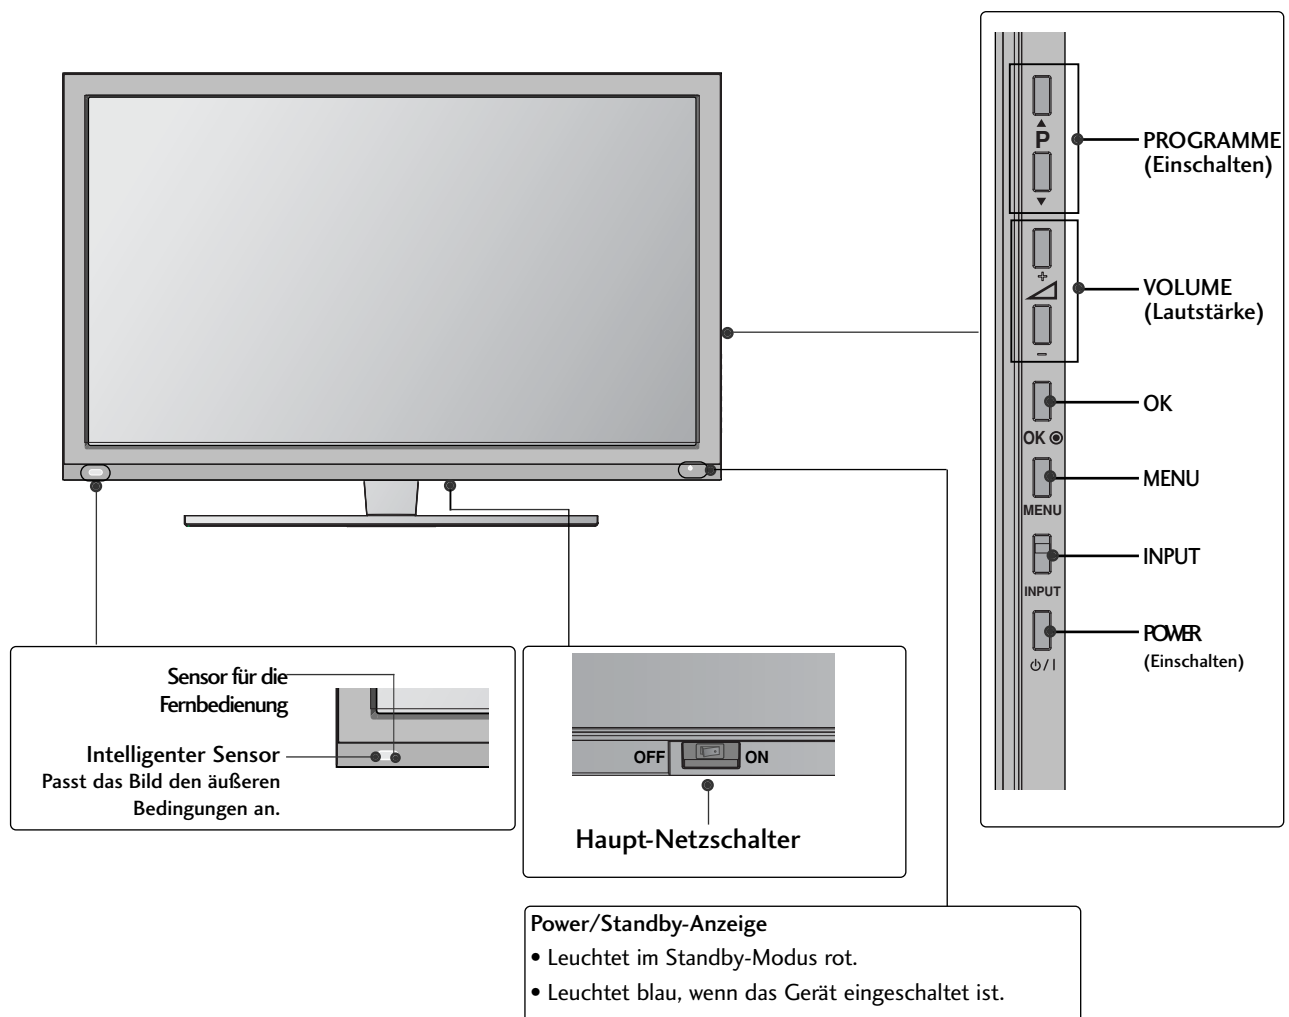 P
PROGRAMME
(Einschalten)
+
VOLUME
(Lautstärke)
−
OK
OK
MENU
MENU
INPUT
INPUT
POWER
(Einschalten)
⏻/I
Sensor für die
Fernbedienung
Intelligenter Sensor
Passt das Bild den äußeren
Bedingungen an.
OFF ON
Haupt-Netzschalter
Power/Standby-Anzeige
• Leuchtet im Standby-Modus rot.
• Leuchtet blau, wenn das Gerät eingeschaltet ist.